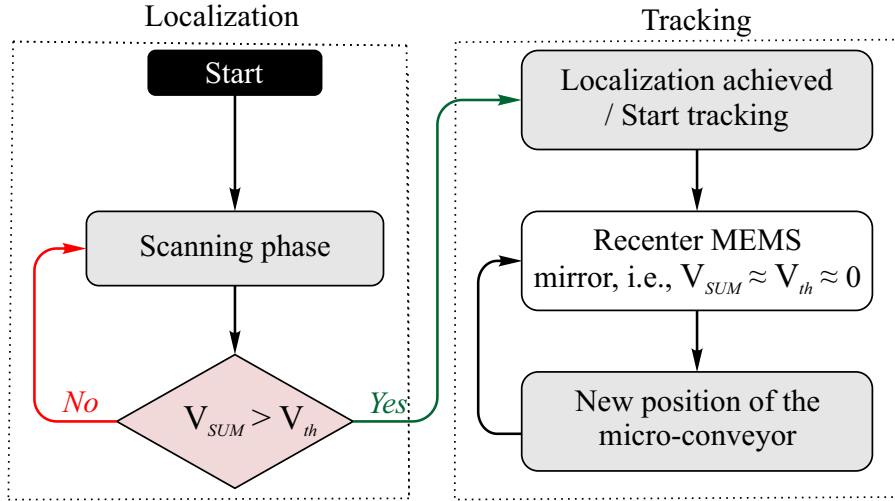 Localization
Start
Scanning phase
No
V_SUM > V_th
Yes
Tracking
Localization achieved
/ Start tracking
Recenter MEMS
mirror, i.e., V_SUM ≈ V_th ≈ 0
New position of the
micro-conveyor